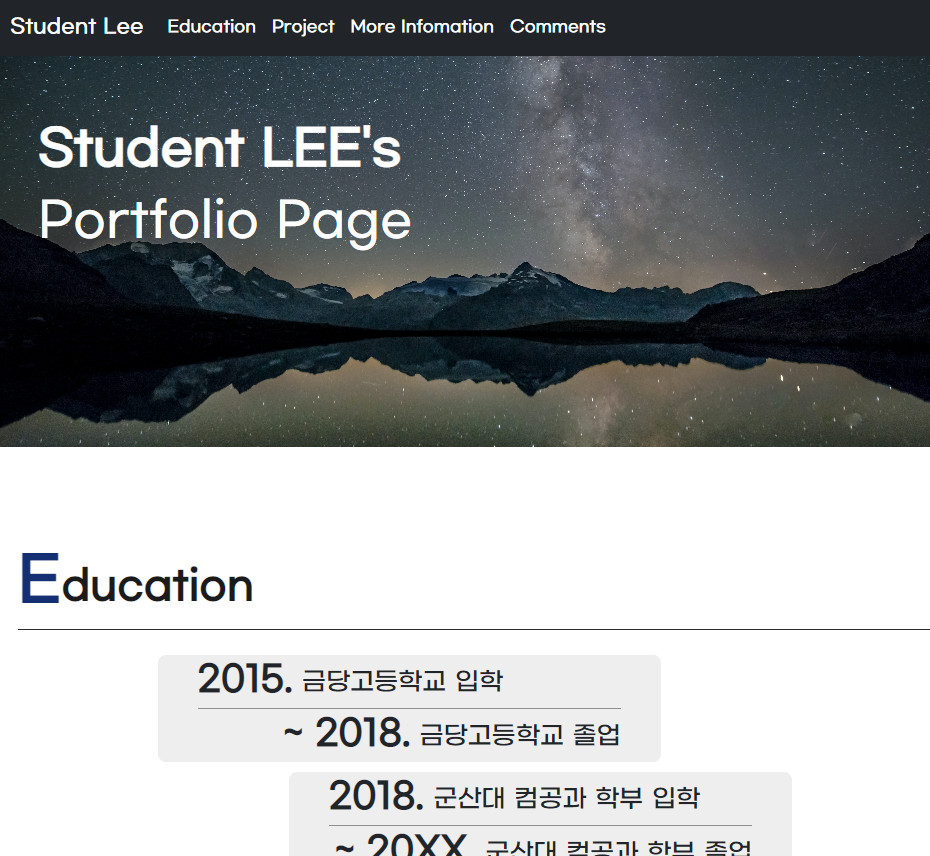 Student Lee Education Project More Infomation Comments
Student LEE's
Portfolio Page
Education
2015. 금당고등학교 입학
~ 2018. 금당고등학교 졸업
2018. 군산대 컴공과 학부 입학
~ 20XX. 군산대 컴공과 학부 졸업